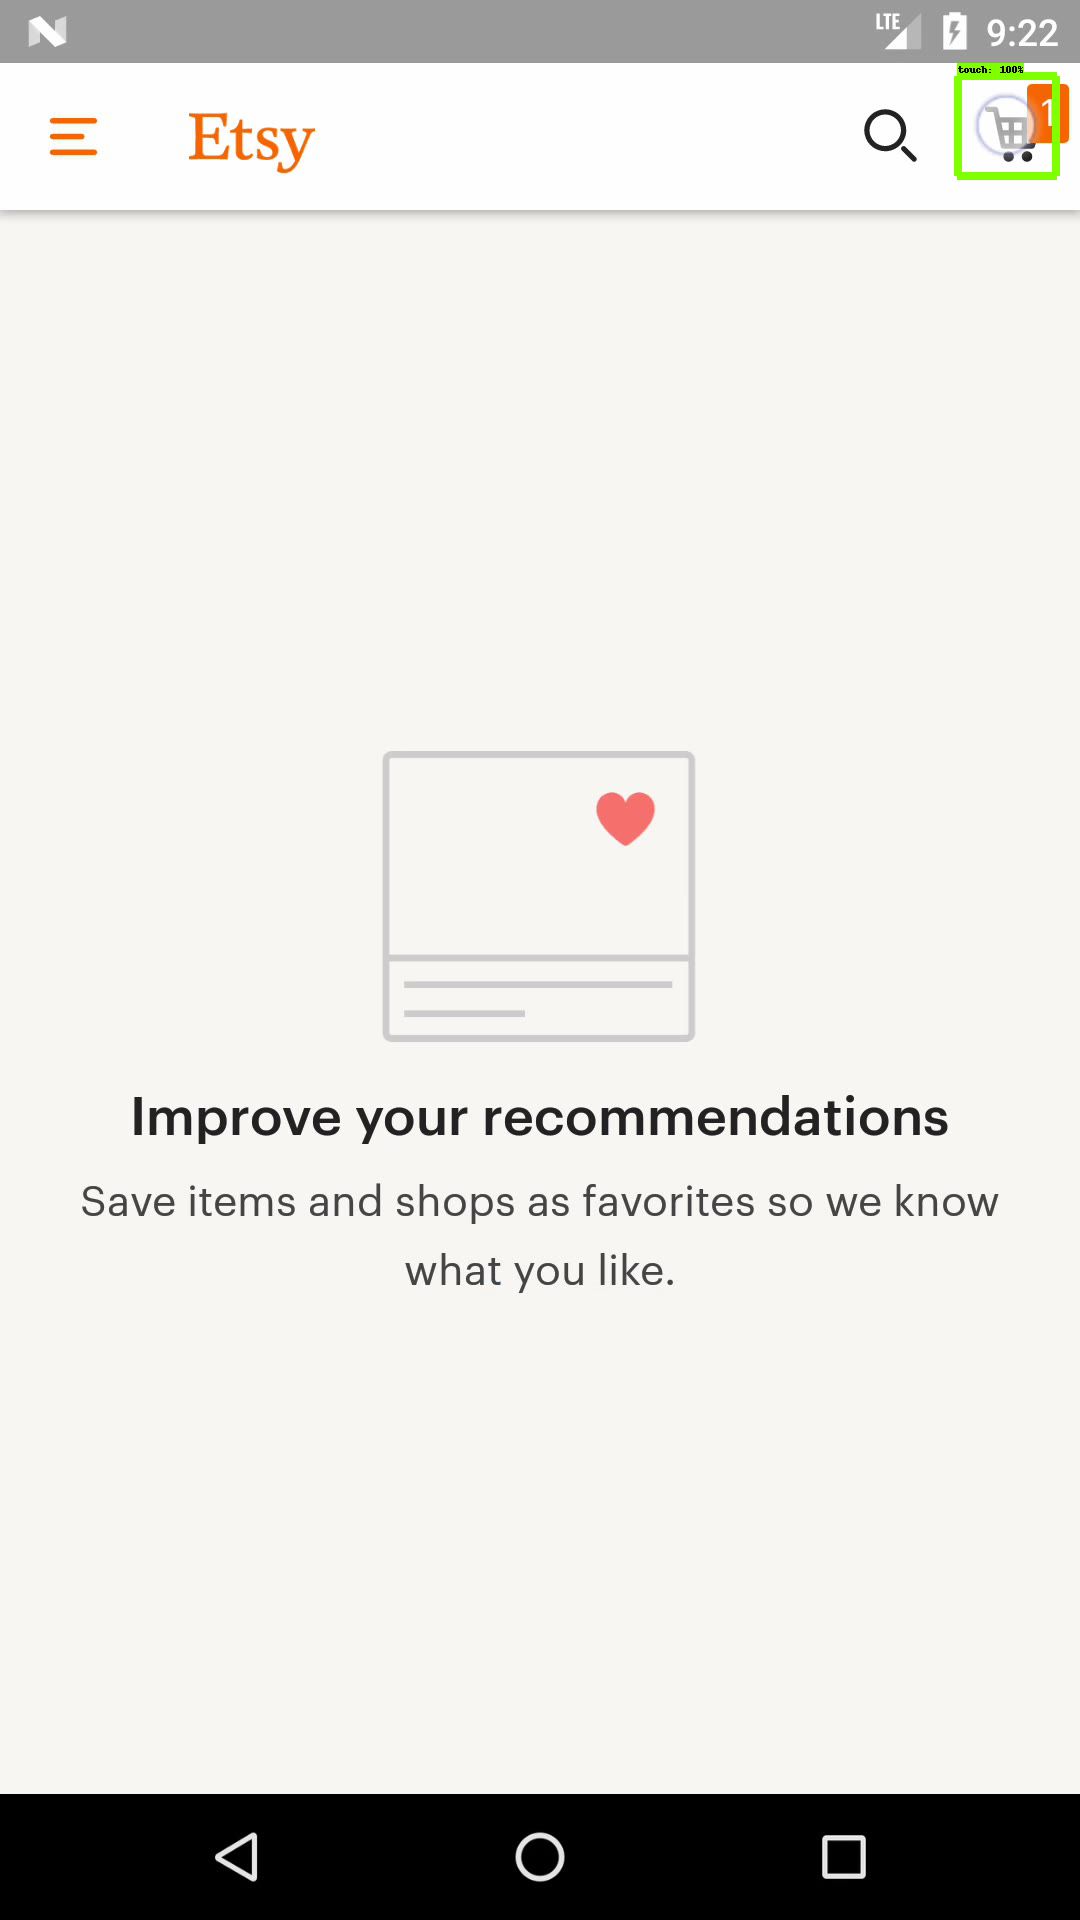 LTE 9:22
touch: 100%
Etsy
1
Improve your recommendations
Save items and shops as favorites so we know
what you like.